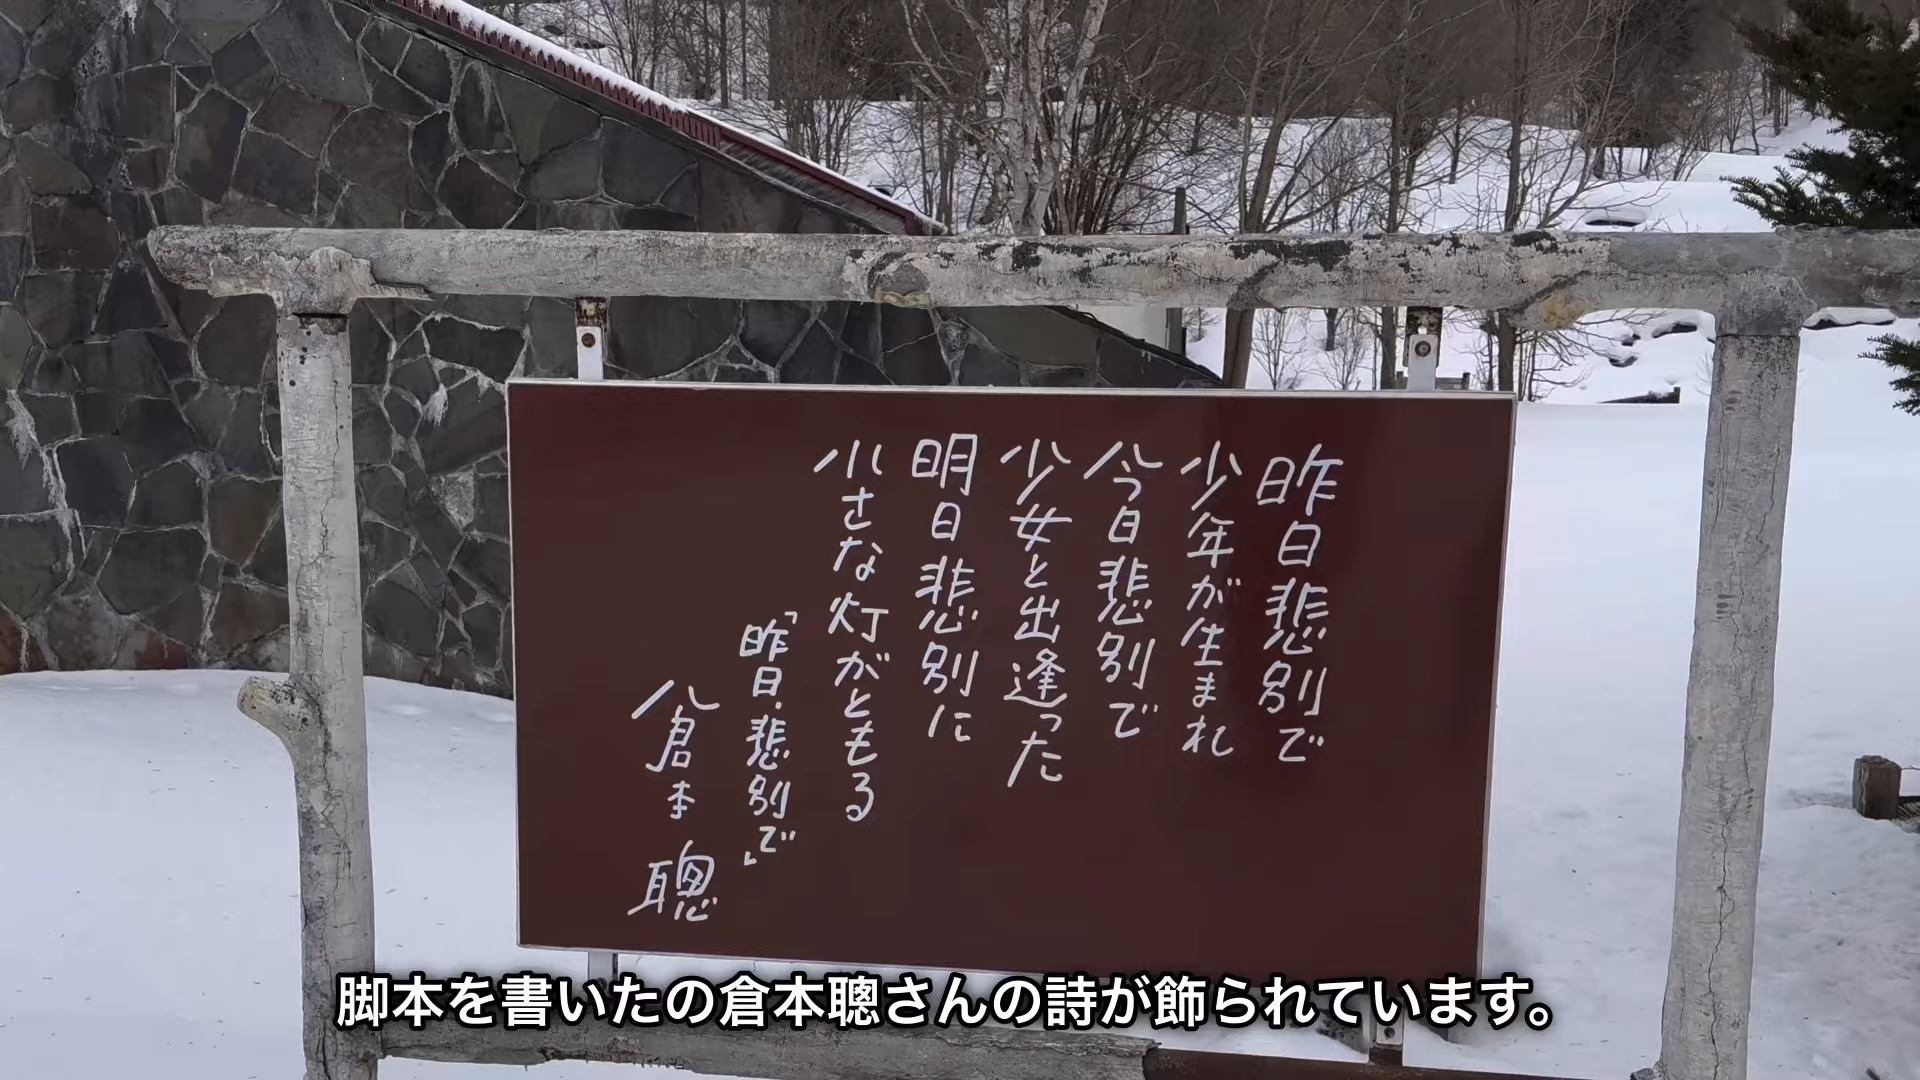 昨日悲別で
少年が生まれ
今日悲別で
少女と出逢った
明日悲別に
小さな灯がともる
「昨日、悲別で」
倉本聰
脚本を書いたの倉本聰さんの詩が飾られています。